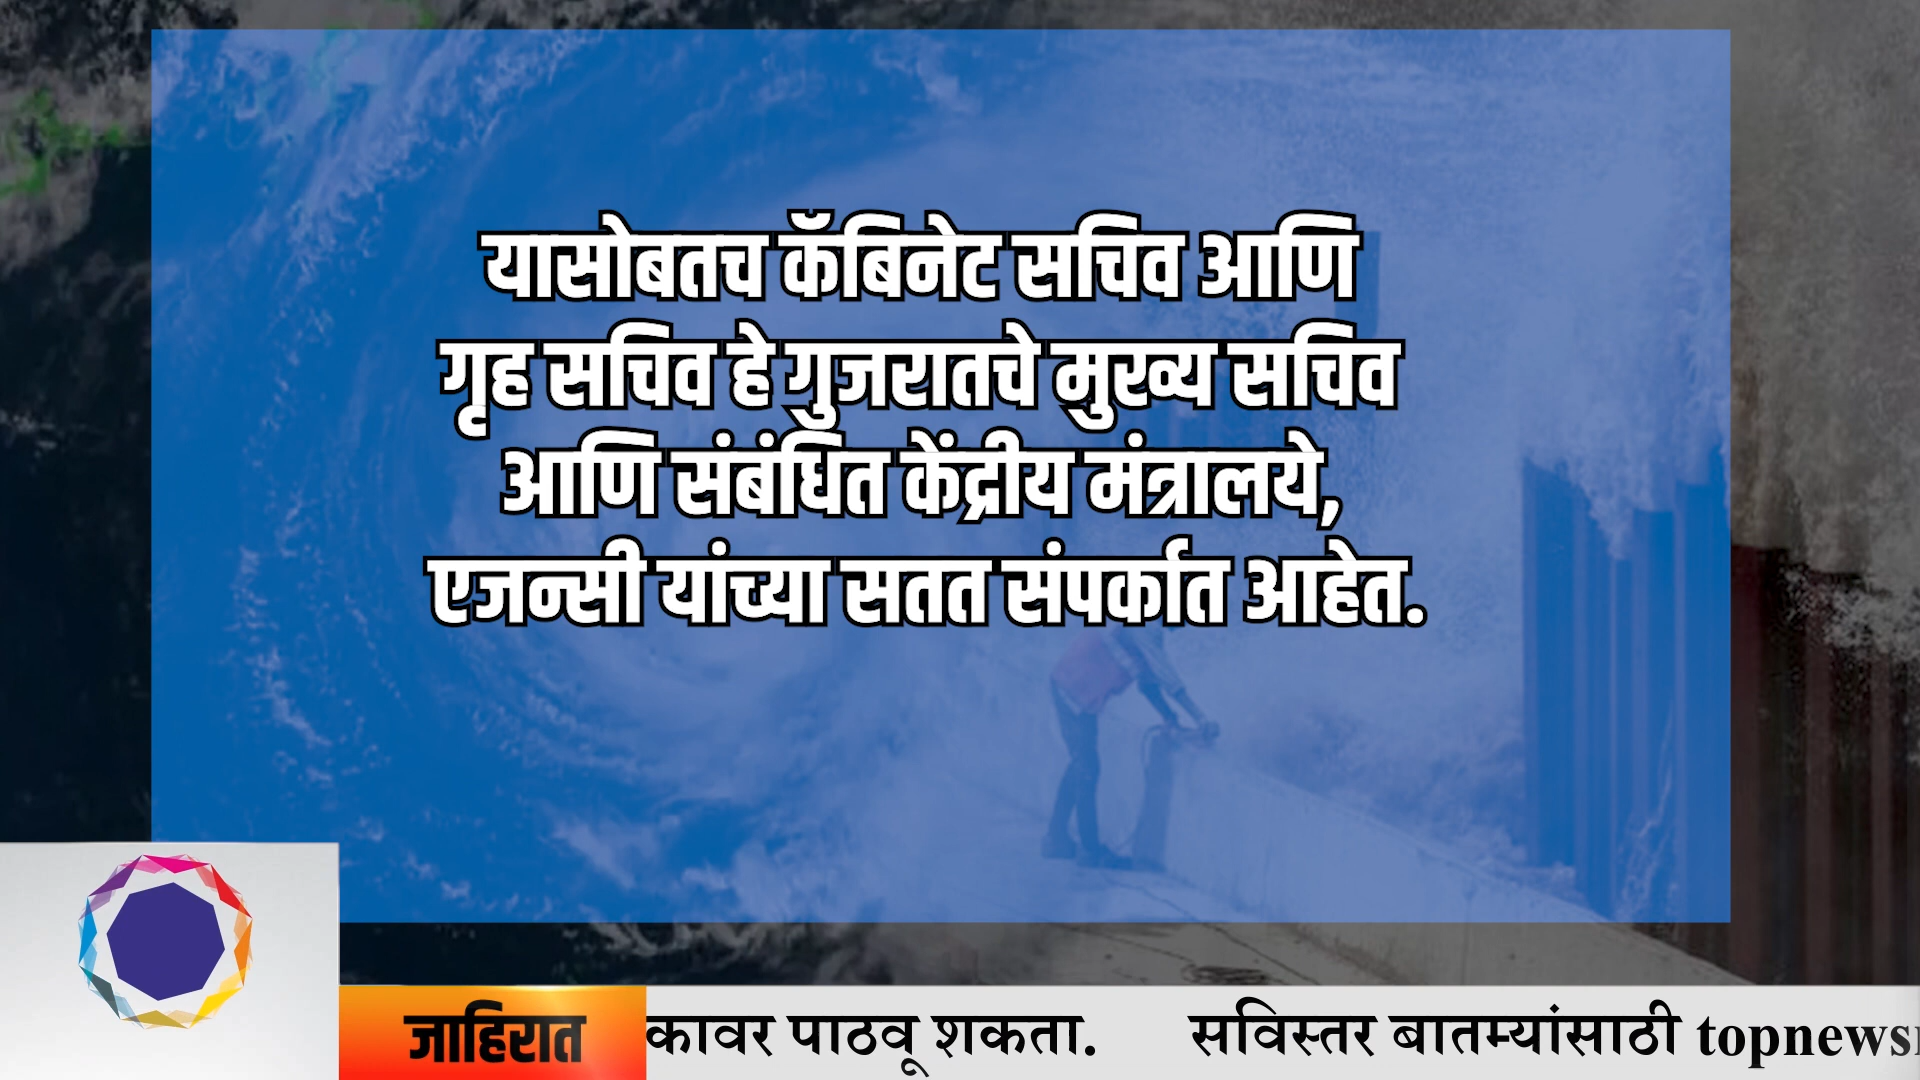 यासोबतच कॅबिनेट सचिव आणि
गृह सचिव हे गुजरातचे मुख्य सचिव
आणि संबंधित केंद्रीय मंत्रालये,
एजन्सी यांच्या सतत संपर्कात आहेत.
जाहिरात
कावर पाठवू शकता. सविस्तर बातम्यांसाठी topnews